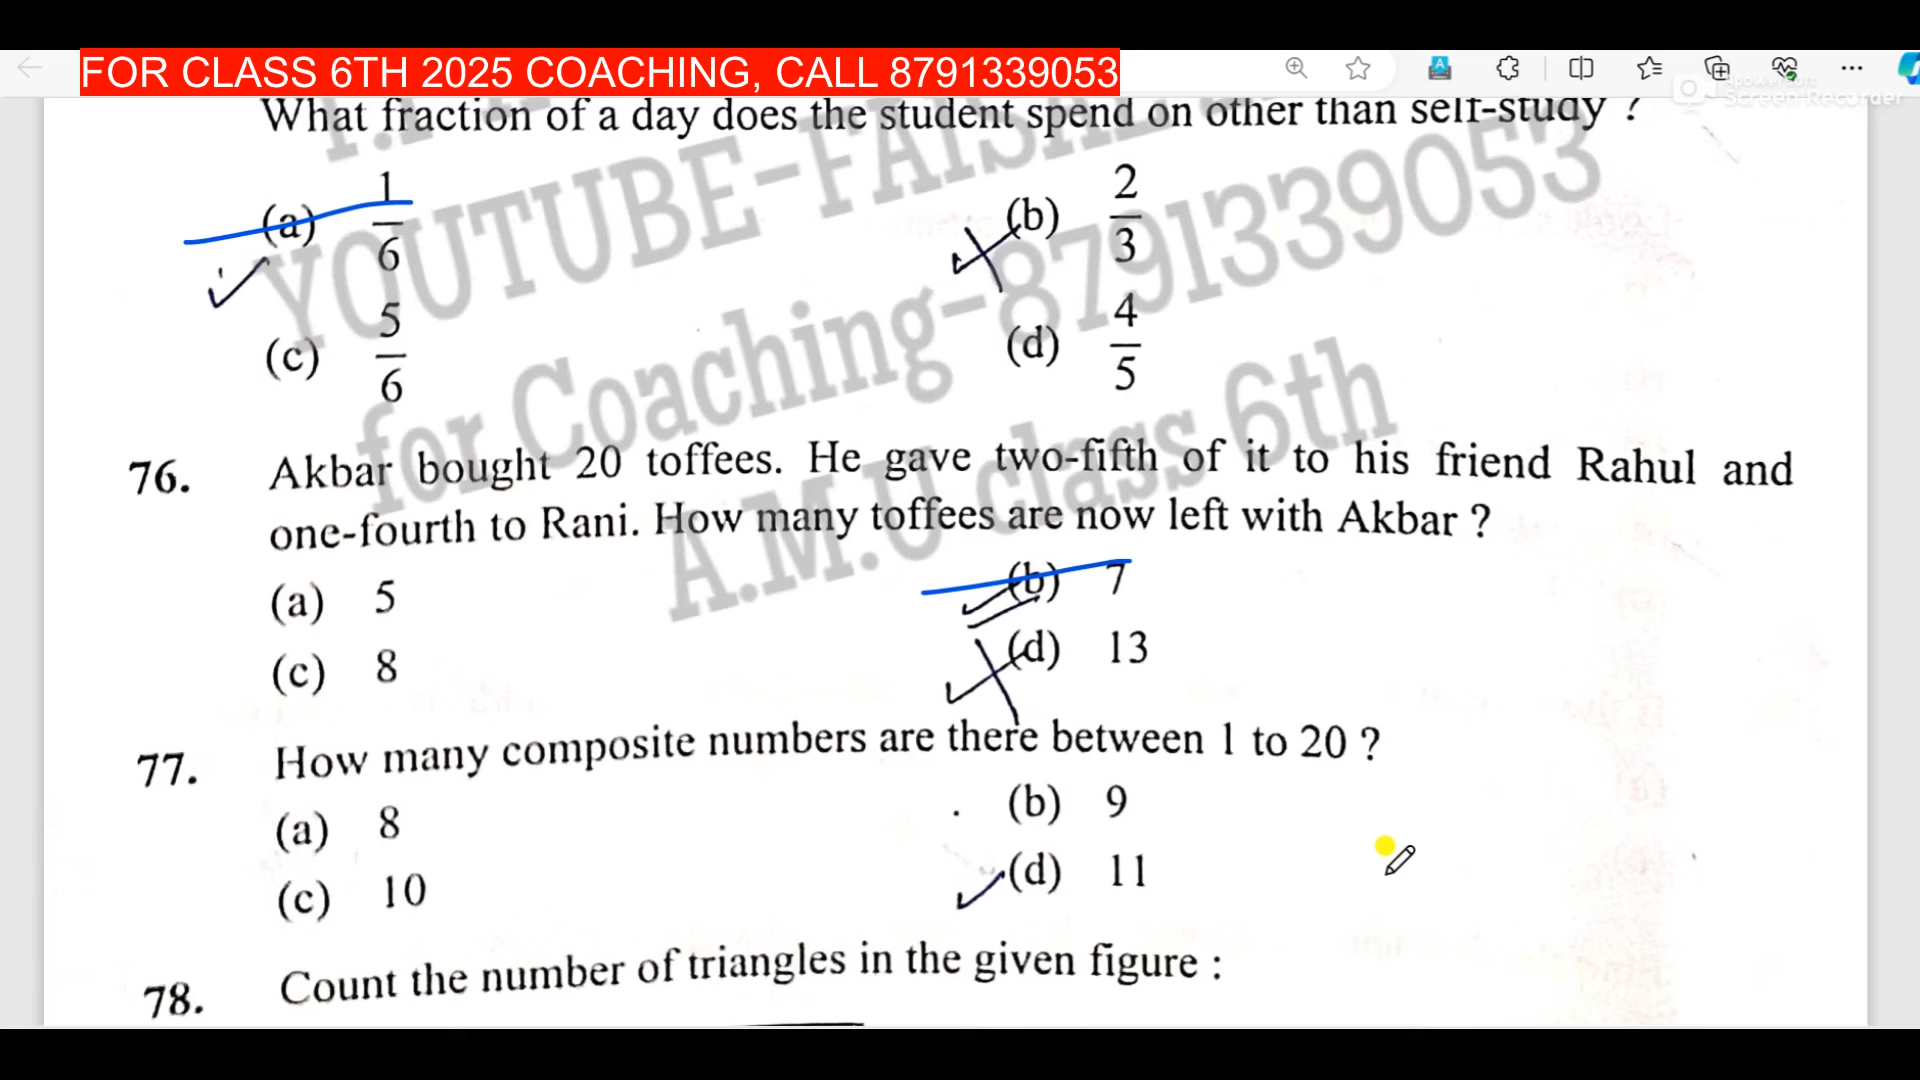 FOR CLASS 6TH 2025 COACHING, CALL 8791339053
What fraction of a day does the student spend on other than self-study ?
(a) 1/6 (b) 2/3
(c) 5/6 (d) 4/5
YOUTUBE-FAISAL
for Coaching-8791339053
A.M.U class 6th
76. Akbar bought 20 toffees. He gave two-fifth of it to his friend Rahul and
one-fourth to Rani. How many toffees are now left with Akbar ?
(a) 5 (b) 7
(c) 8 (d) 13
77. How many composite numbers are there between 1 to 20 ?
(a) 8 (b) 9
(c) 10 (d) 11
78. Count the number of triangles in the given figure :
Screen Recorder